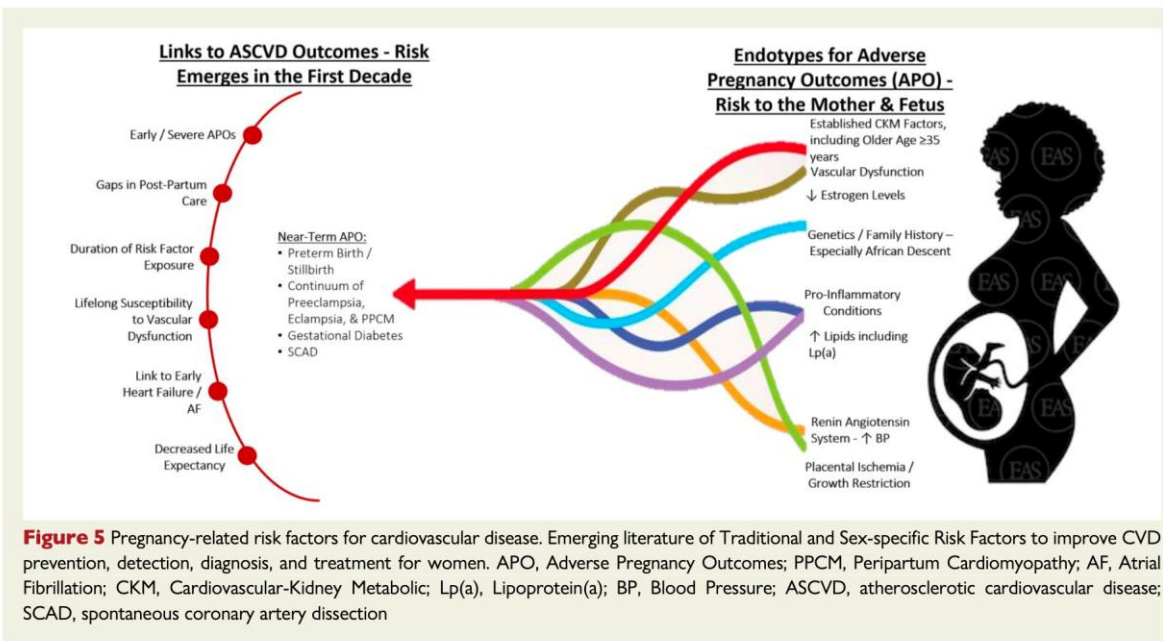 Links to ASCVD Outcomes - Risk
Emerges in the First Decade
Early / Severe APOs
Gaps in Post-Partum
Care
Duration of Risk Factor
Exposure
Lifelong Susceptibility
to Vascular
Dysfunction
Link to Early
Heart Failure /
AF
Decreased Life
Expectancy
Near-Term APO:
• Preterm Birth /
Stillbirth
• Continuum of
Preeclampsia,
Eclampsia, & PPCM
• Gestational Diabetes
• SCAD
Endotypes for Adverse
Pregnancy Outcomes (APO) -
Risk to the Mother & Fetus
Established CKM Factors,
including Older Age ≥35
years
Vascular Dysfunction
↓ Estrogen Levels
Genetics / Family History –
Especially African Descent
Pro-Inflammatory
Conditions
↑ Lipids including
Lp(a)
Renin Angiotensin
System - ↑ BP
Placental Ischemia /
Growth Restriction
EAS
EAS
EAS
EAS
EAS
EAS
EAS
Figure 5 Pregnancy-related risk factors for cardiovascular disease. Emerging literature of Traditional and Sex-specific Risk Factors to improve CVD
prevention, detection, diagnosis, and treatment for women. APO, Adverse Pregnancy Outcomes; PPCM, Peripartum Cardiomyopathy; AF, Atrial
Fibrillation; CKM, Cardiovascular-Kidney Metabolic; Lp(a), Lipoprotein(a); BP, Blood Pressure; ASCVD, atherosclerotic cardiovascular disease;
SCAD, spontaneous coronary artery dissection